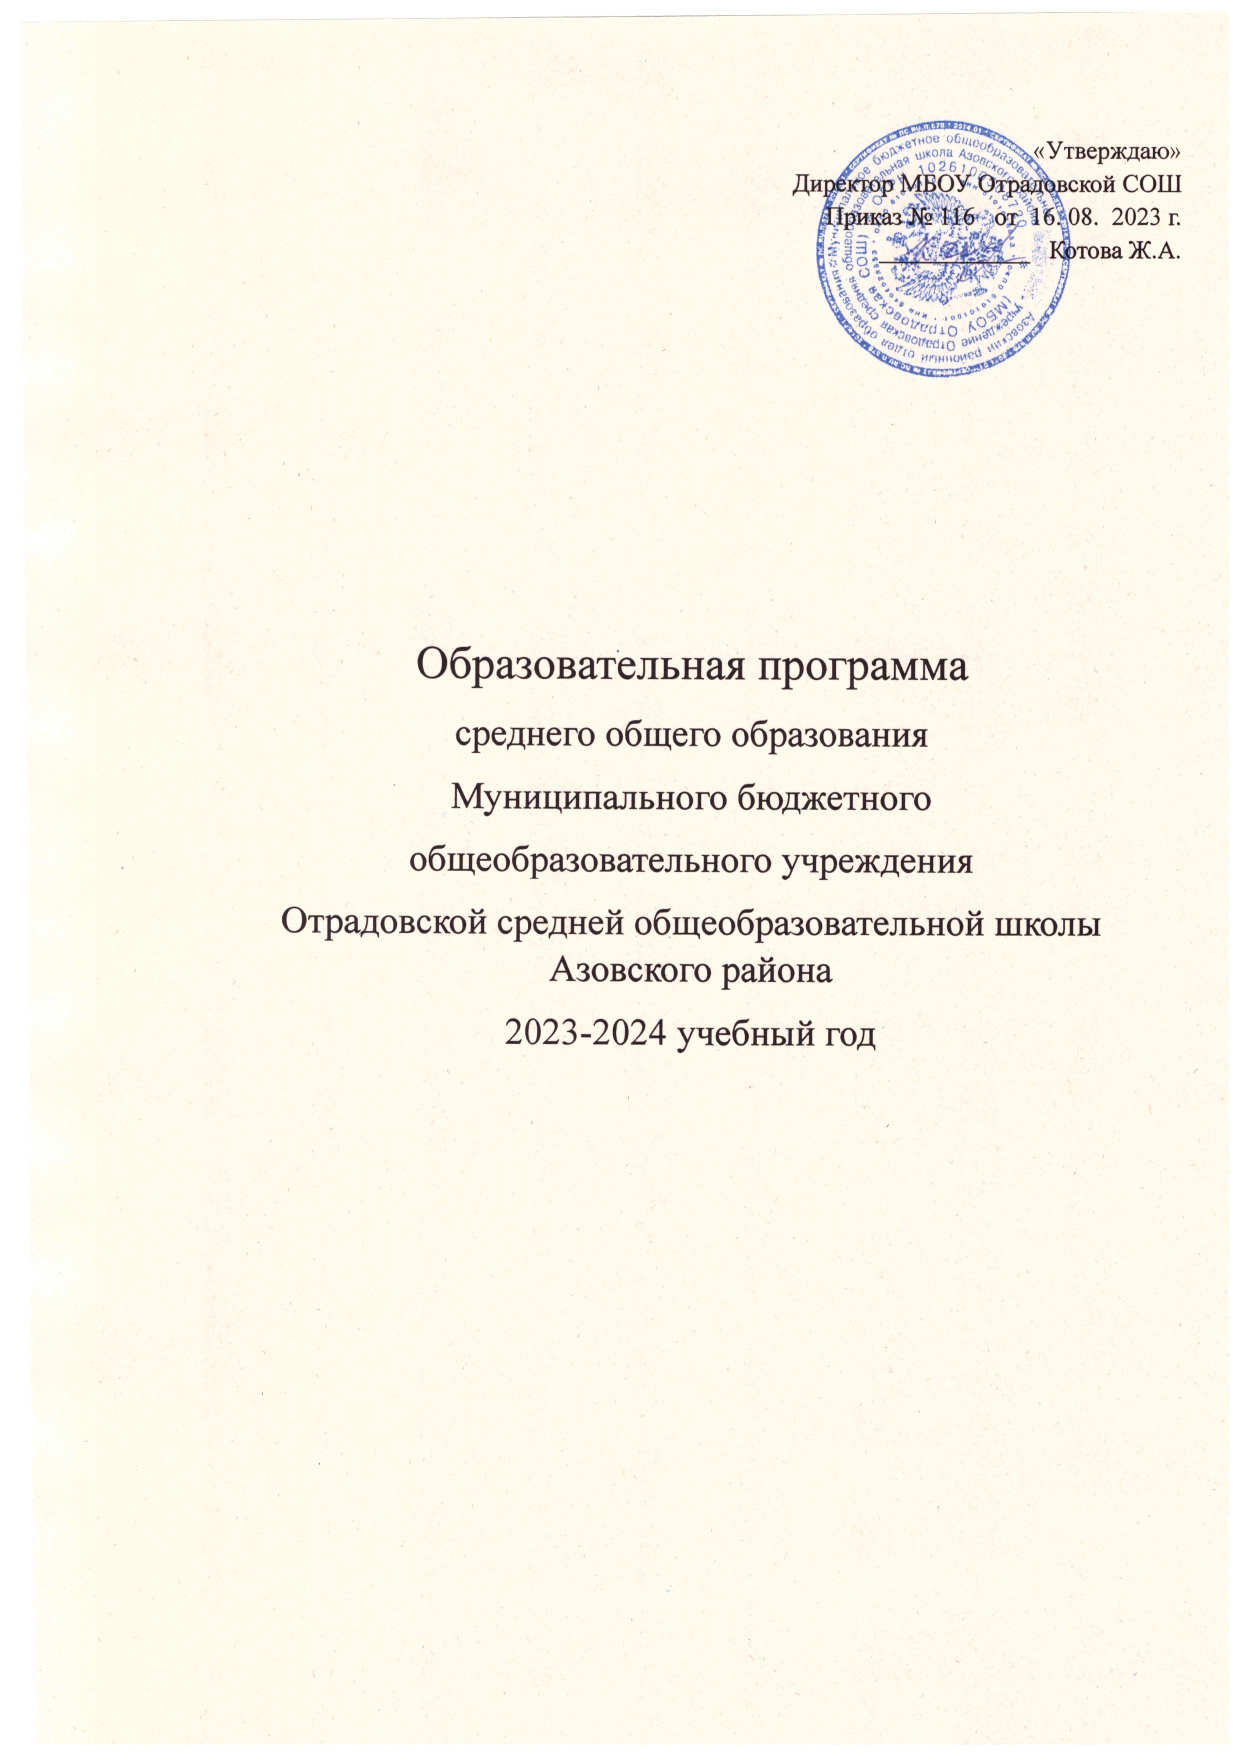 «Утверждаю»
Директор МБОУ Отрадовской СОШ
Приказ № 116 от 16. 08. 2023 г.
Котова Ж.А.
Образовательная программа
среднего общего образования
Муниципального бюджетного
общеобразовательного учреждения
Отрадовской средней общеобразовательной школы
Азовского района
2023-2024 учебный год